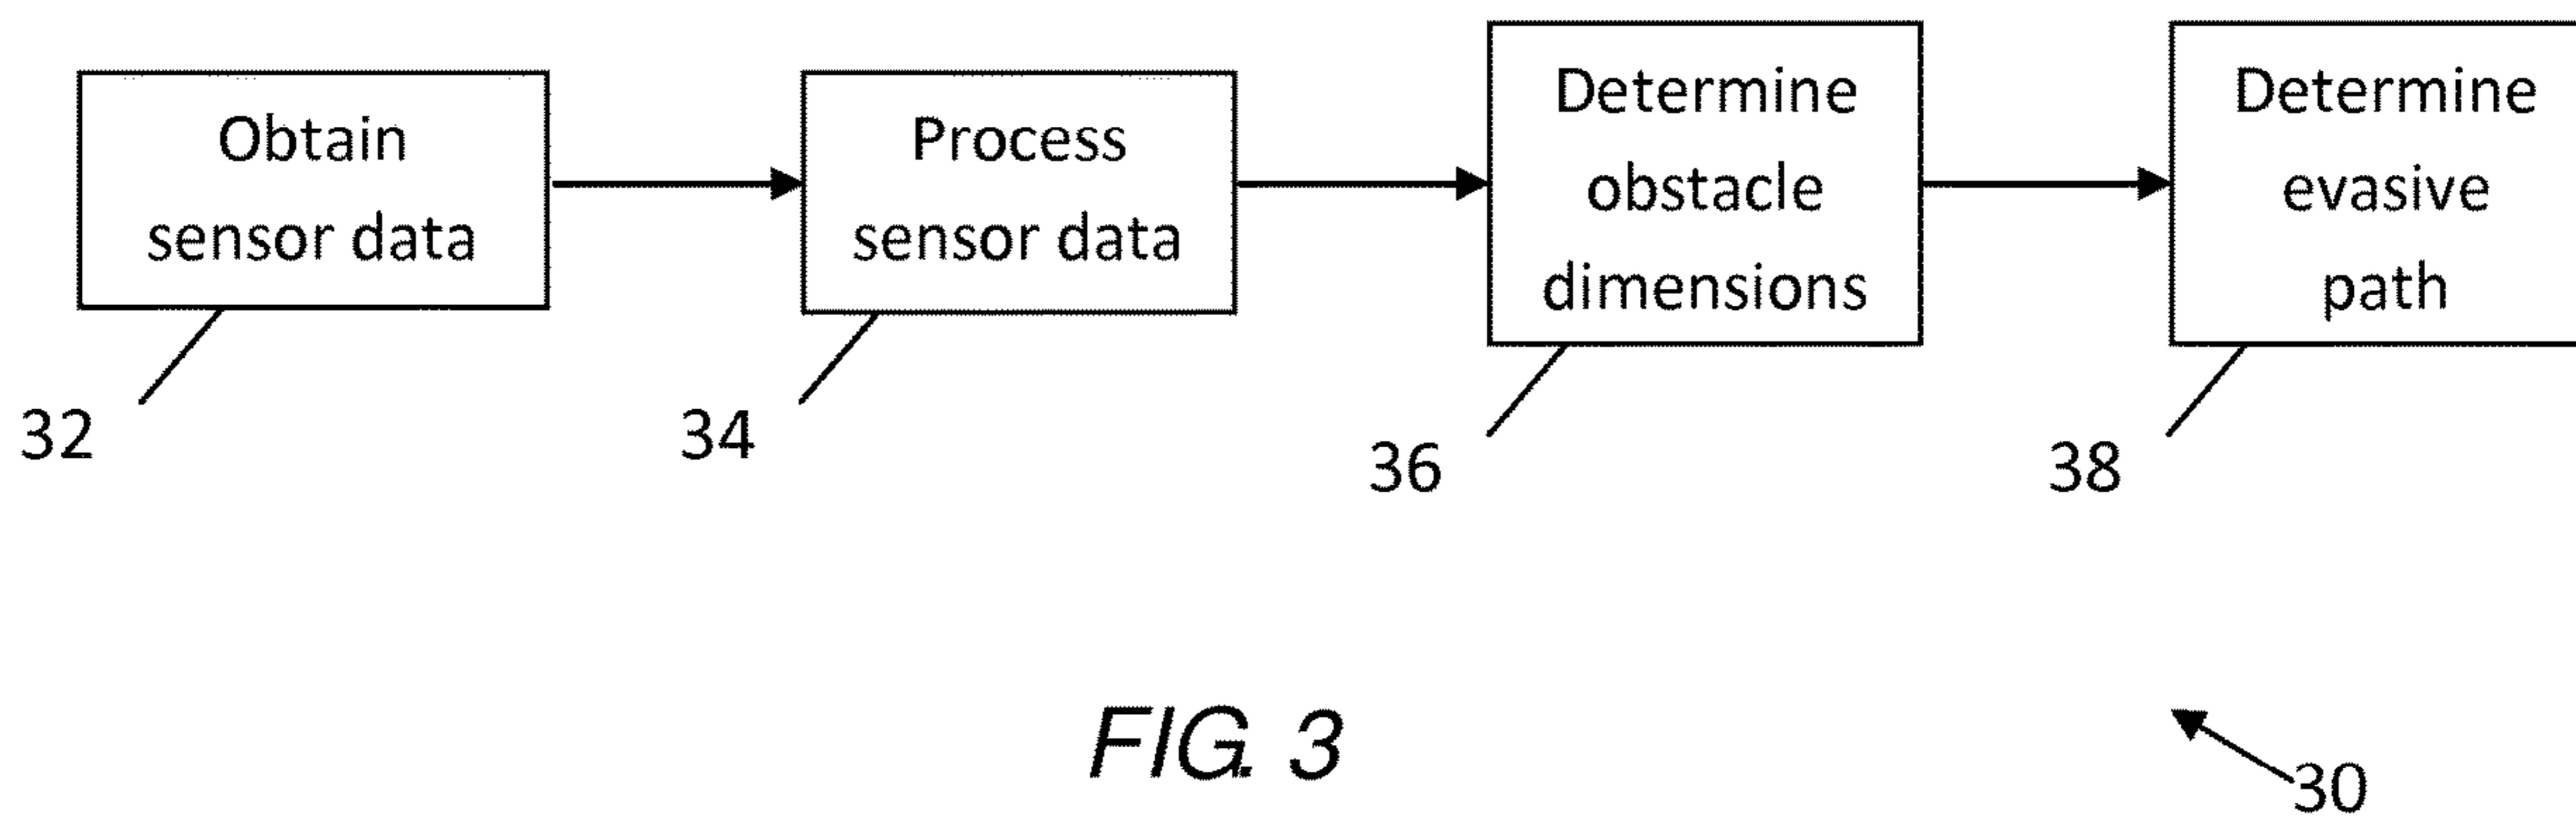 Obtain
sensor data
Process
sensor data
Determine
obstacle
dimensions
Determine
evasive
path
32
34
36
38
FIG. 3
30